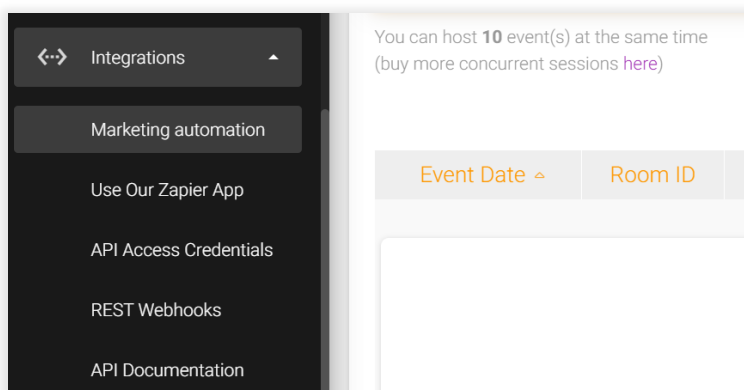 Integrations
Marketing automation
Use Our Zapier App
API Access Credentials
REST Webhooks
API Documentation
You can host 10 event(s) at the same time
(buy more concurrent sessions here)
Event Date
Room ID